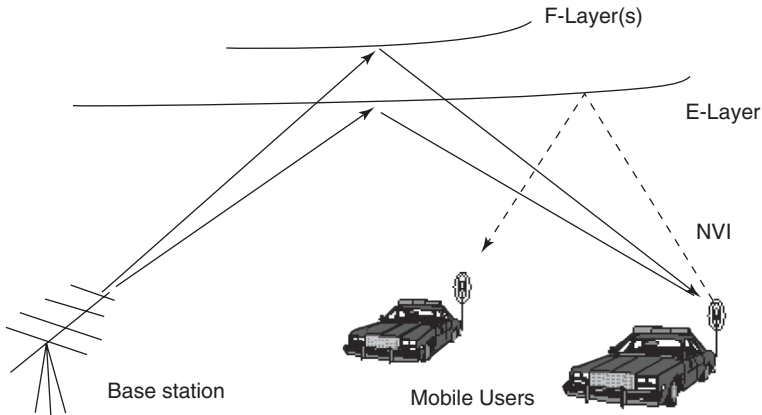 F-Layer(s)
E-Layer
NVI
Base station
Mobile Users